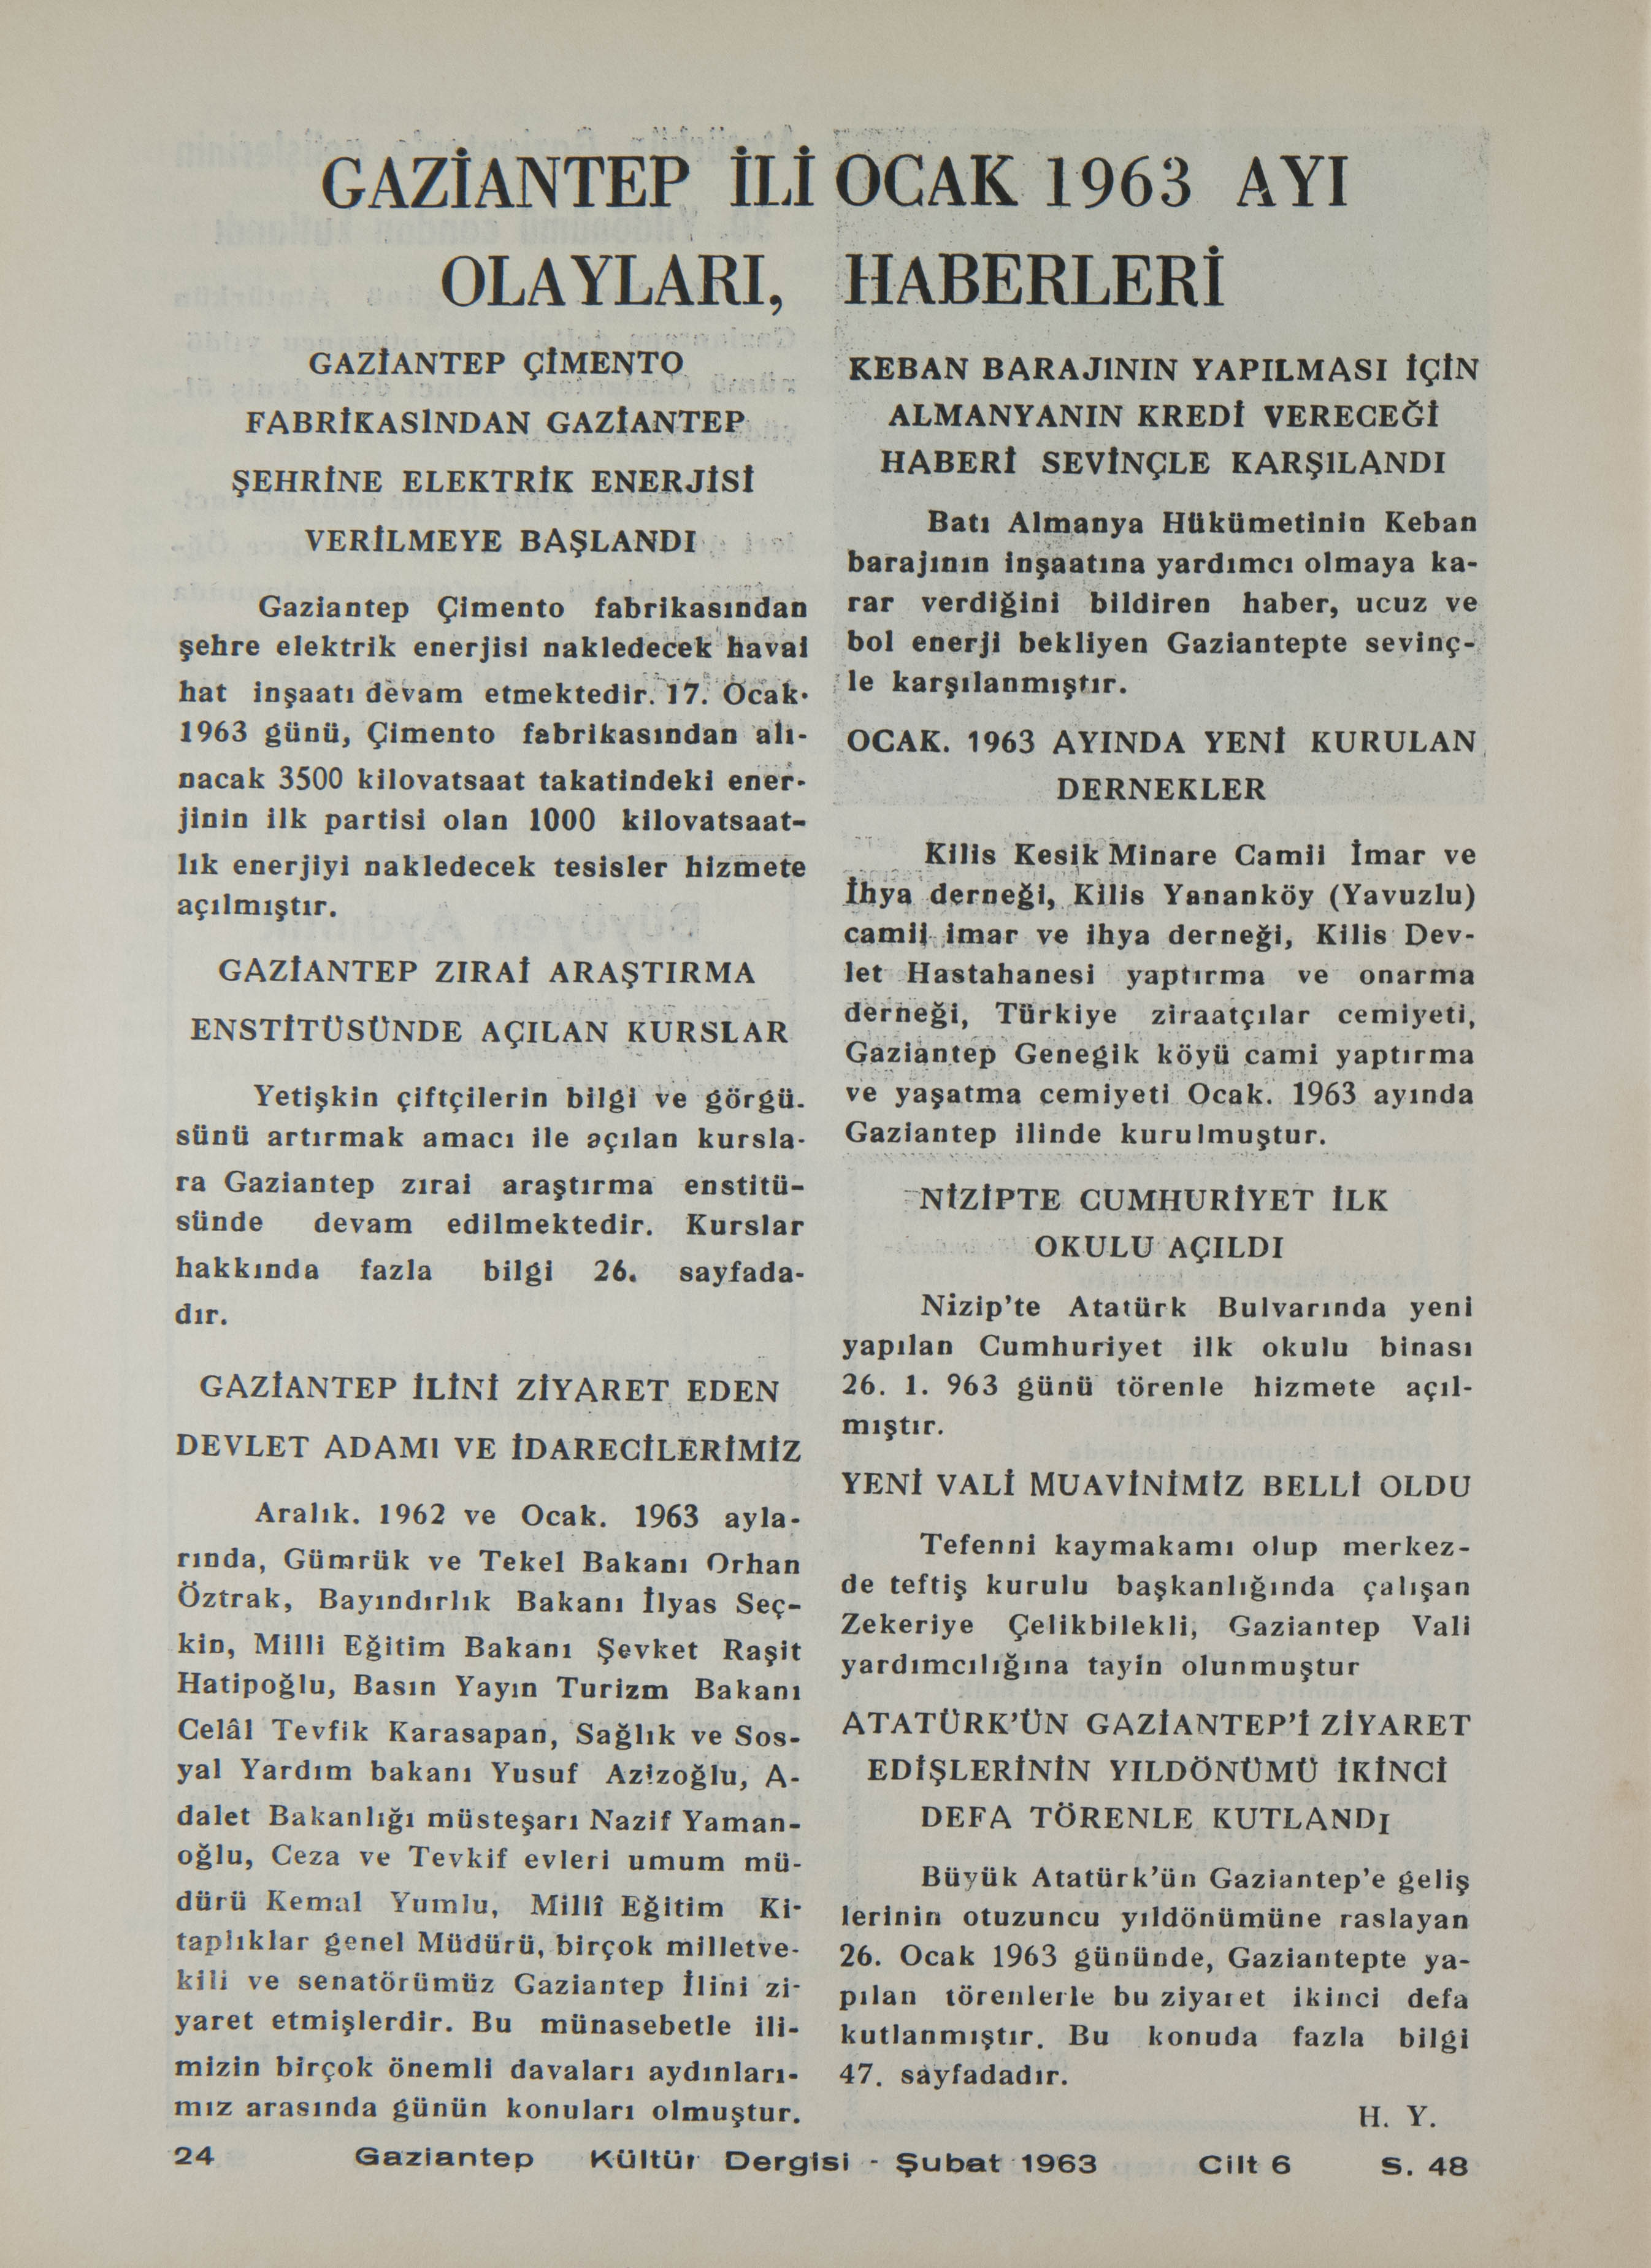 GAZİANTEP İLİ OCAK 1963 AYI
OLAYLARI, HABERLERİ
GAZİANTEP ÇİMENTO
FABRİKASINDAN GAZİANTEP
ŞEHRİNE ELEKTRİK ENERJİSİ
VERİLMEYE BAŞLANDI
Gaziantep Çimento fabrikasından
şehre elektrik enerjisi nakledecek havai
hat inşaatı devam etmektedir. 17. Ocak.
1963 günü, Çimento fabrikasından alı-
nacak 3500 kilovatsaat takatindeki ener-
jinin ilk partisi olan 1000 kilovatsaat-
lık enerjiyi nakledecek tesisler hizmete
açılmıştır.
GAZİANTEP ZIRAİ ARAŞTIRMA
ENSTİTÜSÜNDE AÇILAN KURSLAR
Yetişkin çiftçilerin bilgi ve görgü.
sünü artırmak amacı ile açılan kursla-
ra Gaziantep zırai araştırma enstitü-
sünde devam edilmektedir. Kurslar
hakkında fazla bilgi 26. sayfada-
dır.
GAZİANTEP İLİNİ ZİYARET EDEN
DEVLET ADAMI VE İDARECİLERİMİZ
Aralık. 1962 ve Ocak. 1963 ayla-
rında, Gümrük ve Tekel Bakanı Orhan
Öztrak, Bayındırlık Bakanı İlyas Seç-
kin, Milli Eğitim Bakanı Şevket Raşit
Hatipoğlu, Basın Yayın Turizm Bakanı
Celâl Tevfik Karasapan, Sağlık ve Sos-
yal Yardım bakanı Yusuf Azizoğlu, A-
dalet Bakanlığı müsteşarı Nazif Yaman-
oğlu, Ceza ve Tevkif evleri umum mü-
dürü Kemal Yumlu, Millî Eğitim Ki-
taplıklar genel Müdürü, birçok milletve-
kili ve senatörümüz Gaziantep İlini zi-
yaret etmişlerdir. Bu münasebetle ili-
mizin birçok önemli davaları aydınları-
mız arasında günün konuları olmuştur.
KEBAN BARAJININ YAPILMASI İÇİN
ALMANYANIN KREDİ VERECEĞİ
HABERİ SEVİNÇLE KARŞILANDI
Batı Almanya Hükümetinin Keban
barajının inşaatına yardımcı olmaya ka-
rar verdiğini bildiren haber, ucuz ve
bol enerji bekliyen Gaziantepte sevinç-
le karşılanmıştır.
OCAK. 1963 AYINDA YENİ KURULAN
DERNEKLER
Kilis Kesik Minare Camii İmar ve
İhya derneği, Kilis Yananköy (Yavuzlu)
camii imar ve ihya derneği, Kilis Dev-
let Hastahanesi yaptırma ve onarma
derneği, Türkiye ziraatçılar cemiyeti,
Gaziantep Genegik köyü cami yaptırma
ve yaşatma cemiyeti Ocak. 1963 ayında
Gaziantep ilinde kurulmuştur.
NİZİPTE CUMHURİYET İLK
OKULU AÇILDI
Nizip'te Atatürk Bulvarında yeni
yapılan Cumhuriyet ilk okulu binası
26. 1. 963 günü törenle hizmete açıl-
mıştır.
YENİ VALİ MUAVİNİMİZ BELLİ OLDU
Tefenni kaymakamı olup merkez-
de teftiş kurulu başkanlığında çalışan
Zekeriye Çelikbilekli, Gaziantep Vali
yardımcılığına tayin olunmuştur
ATATÜRK'ÜN GAZİANTEP'İ ZİYARET
EDİŞLERİNİN YILDÖNÜMÜ İKİNCİ
DEFA TÖRENLE KUTLANDI
Büyük Atatürk'ün Gaziantep'e geliş
lerinin otuzuncu yıldönümüne raslayan
26. Ocak 1963 gününde, Gaziantepte ya-
pılan törenlerle bu ziyaret ikinci defa
kutlanmıştır. Bu konuda fazla bilgi
47. sayfadadır.
H. Y.
24 Gaziantep Kültür Dergisi - Şubat 1963 Cilt 6 S. 48